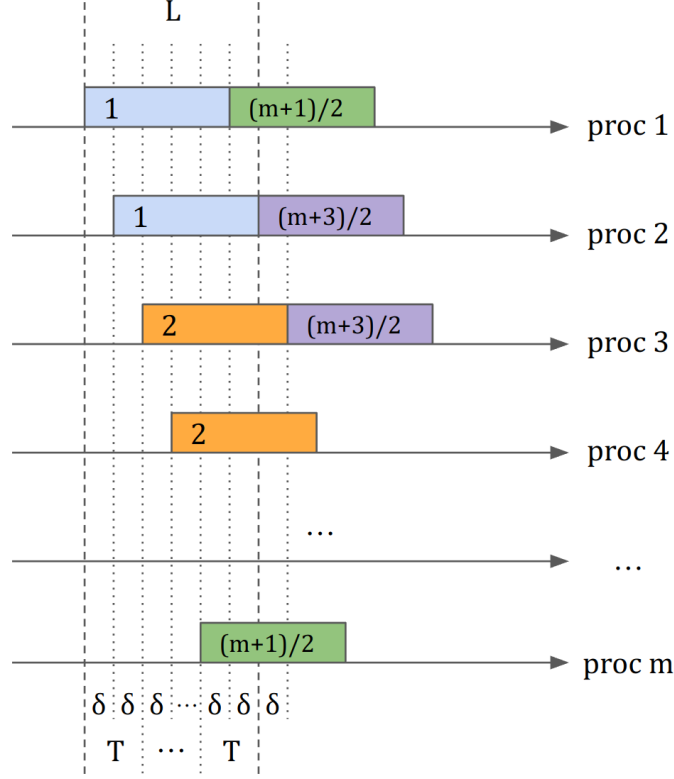 L
1 (m+1)/2 proc 1
1 (m+3)/2 proc 2
2 (m+3)/2 proc 3
2 proc 4
... ...
(m+1)/2 proc m
δ δ δ ... δ δ δ
T ... T